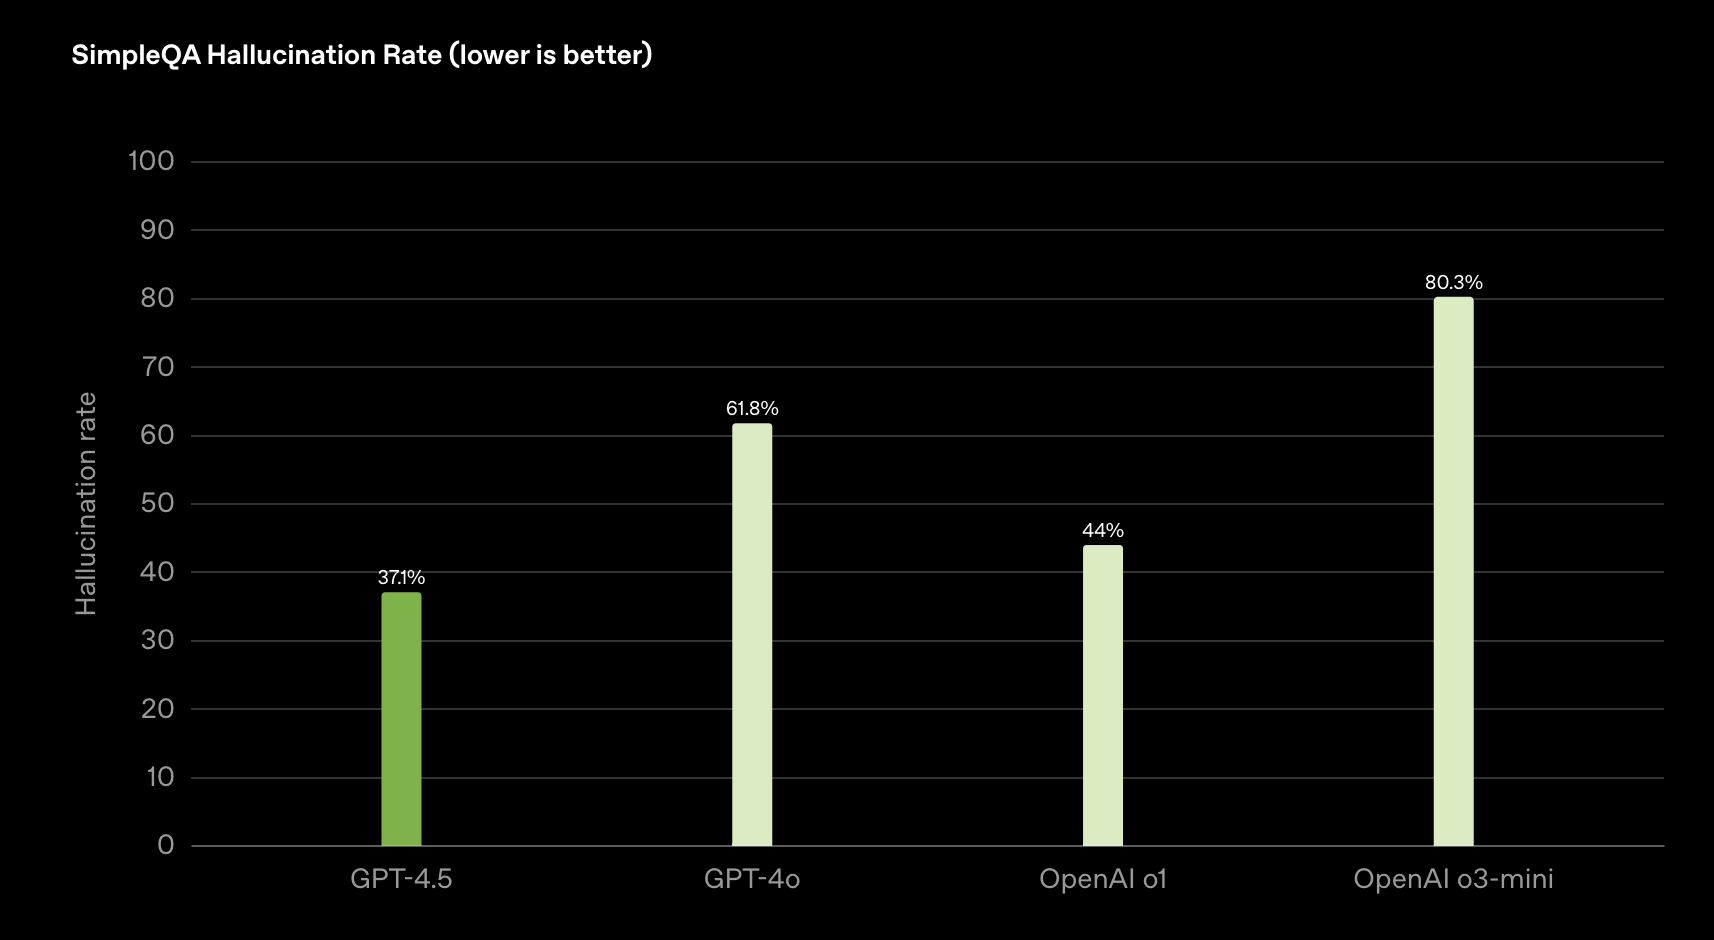 SimpleQA Hallucination Rate (lower is better)
Hallucination rate
100
90
80
70
60
50
40
30
20
10
0
37.1%
61.8%
44%
80.3%
GPT-4.5
GPT-4o
OpenAI o1
OpenAI o3-mini